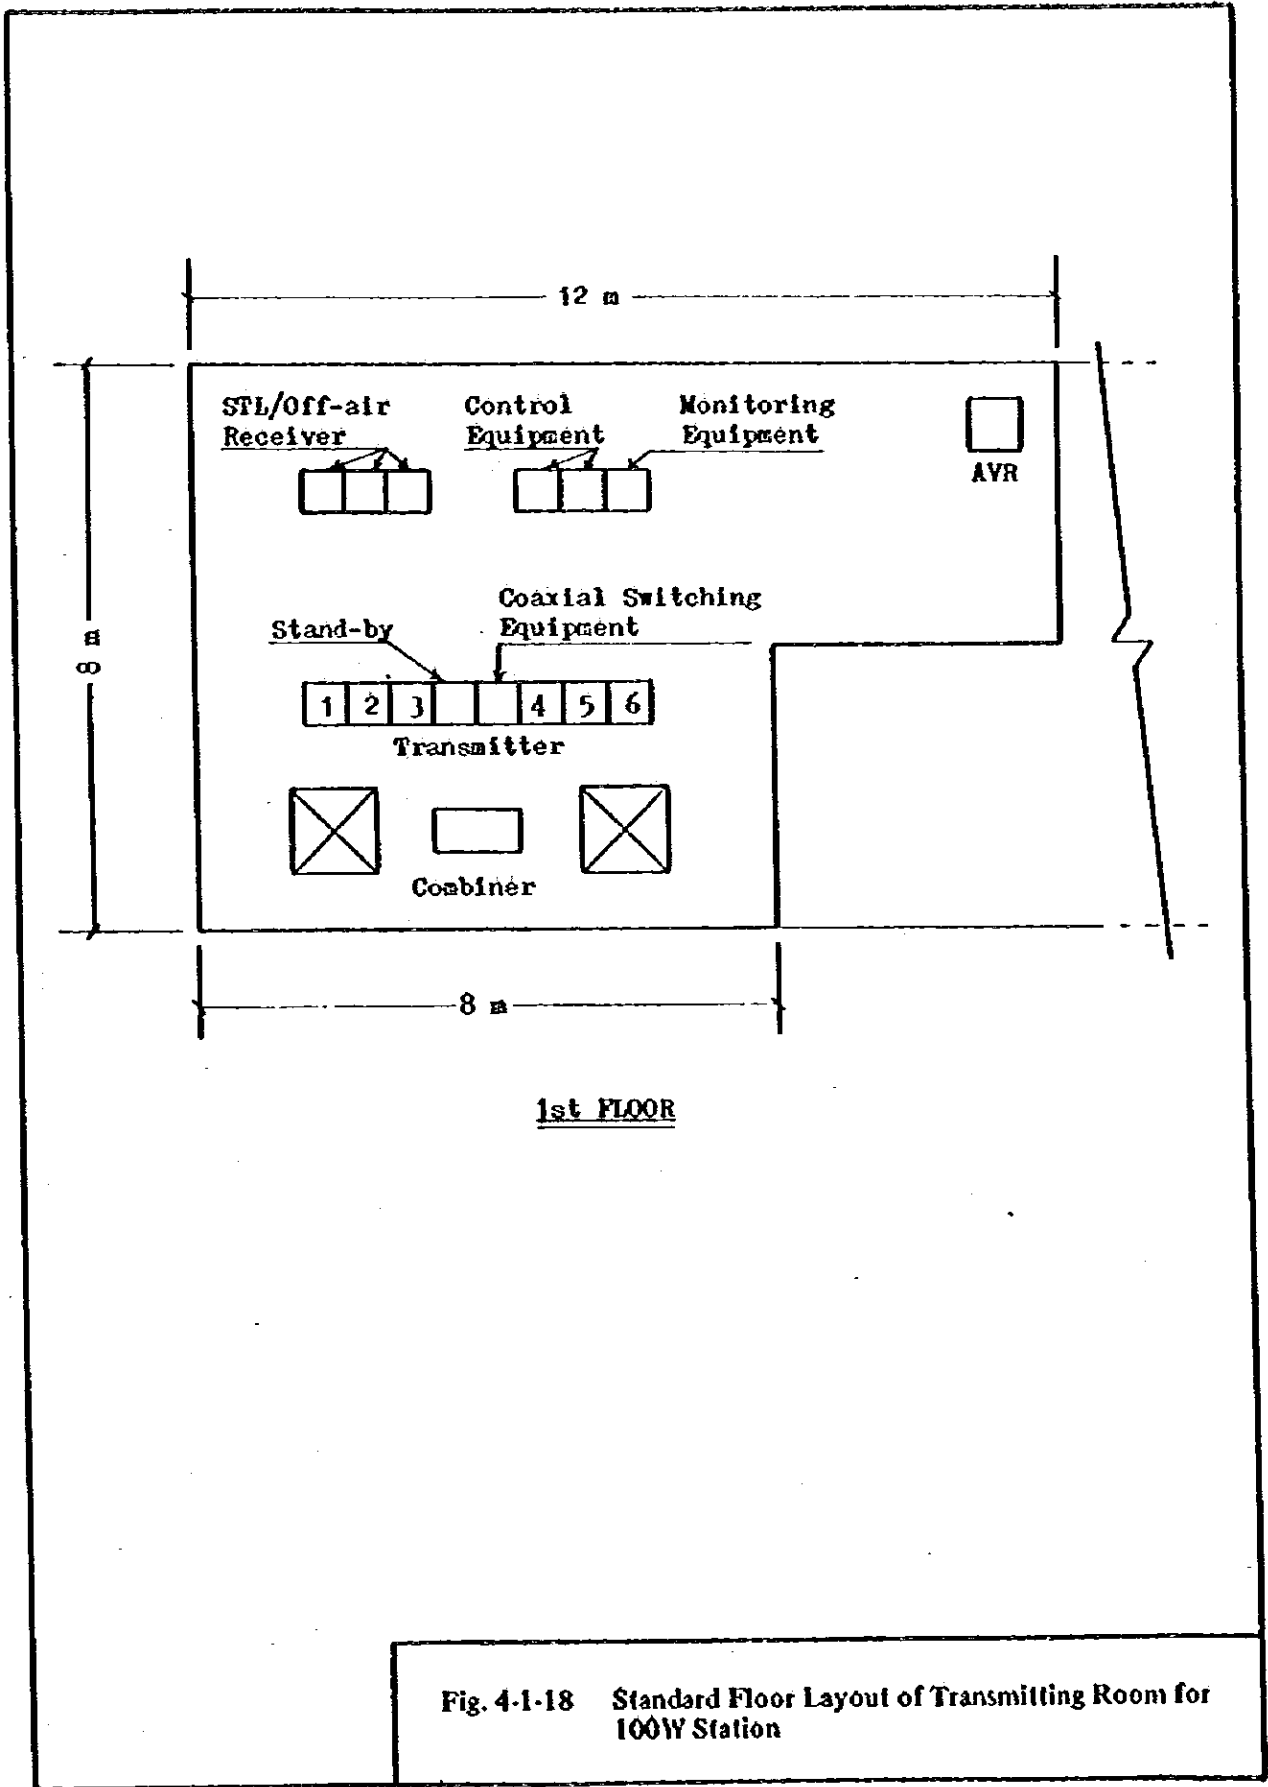 12 m
STL/Off-air
Receiver
Control
Equipment
Monitoring
Equipment
AVR
8 m
Coaxial Switching
Equipment
Stand-by
1 2 3 4 5 6
Transmitter
Combiner
8 m
1st FLOOR
Fig. 4-1-18 Standard Floor Layout of Transmitting Room for
100W Station